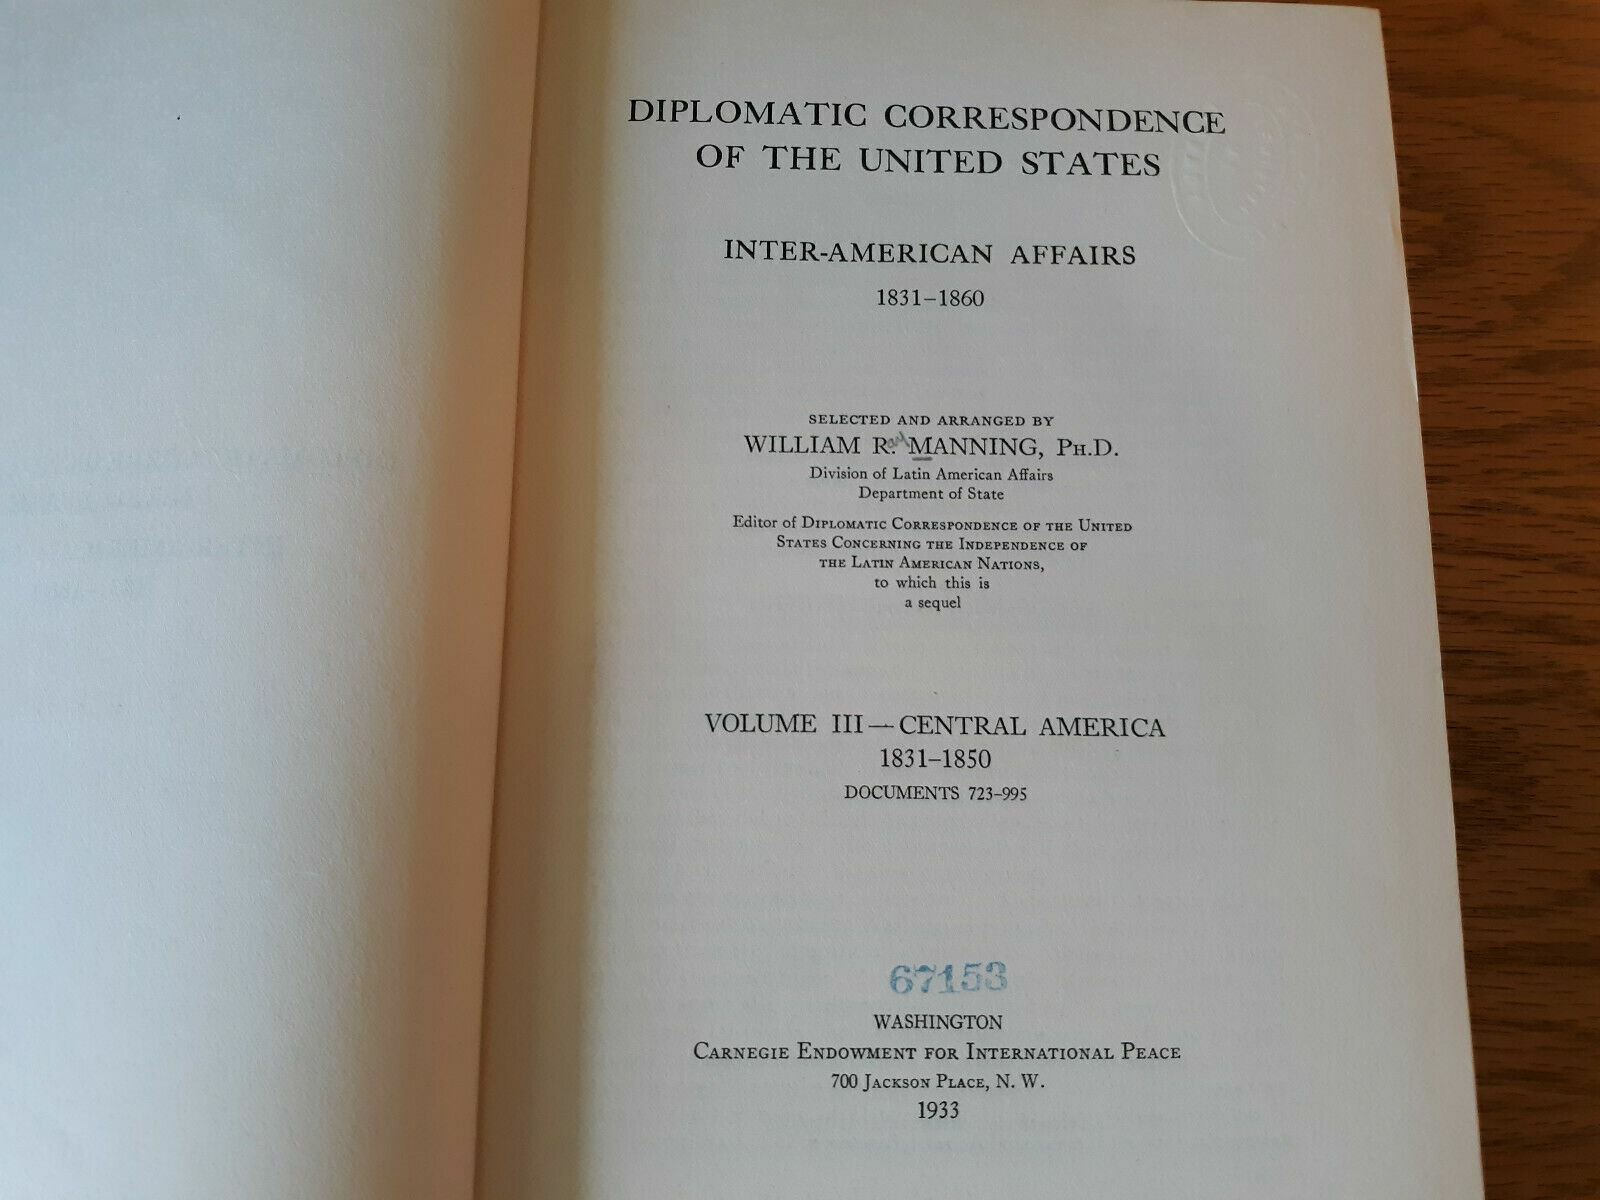 DIPLOMATIC CORRESPONDENCE
OF THE UNITED STATES
INTER-AMERICAN AFFAIRS
1831–1860
SELECTED AND ARRANGED BY
WILLIAM R.ay MANNING, PH.D.
Division of Latin American Affairs
Department of State
Editor of DIPLOMATIC CORRESPONDENCE OF THE UNITED
STATES CONCERNING THE INDEPENDENCE OF
THE LATIN AMERICAN NATIONS,
to which this is
a sequel
VOLUME III — CENTRAL AMERICA
1831–1850
DOCUMENTS 723–995
67153
WASHINGTON
CARNEGIE ENDOWMENT FOR INTERNATIONAL PEACE
700 JACKSON PLACE, N. W.
1933